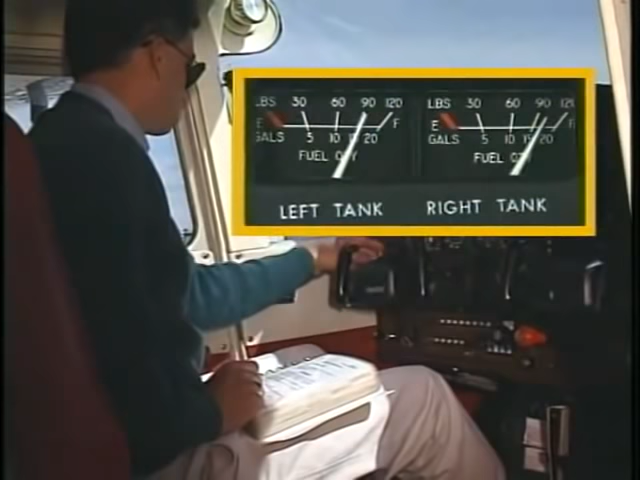 LBS 30 60 90 120
E F
GALS 5 10 15 20
FUEL QTY
LEFT TANK
LBS 30 60 90 120
E F
GALS 5 10 15 20
FUEL QTY
RIGHT TANK